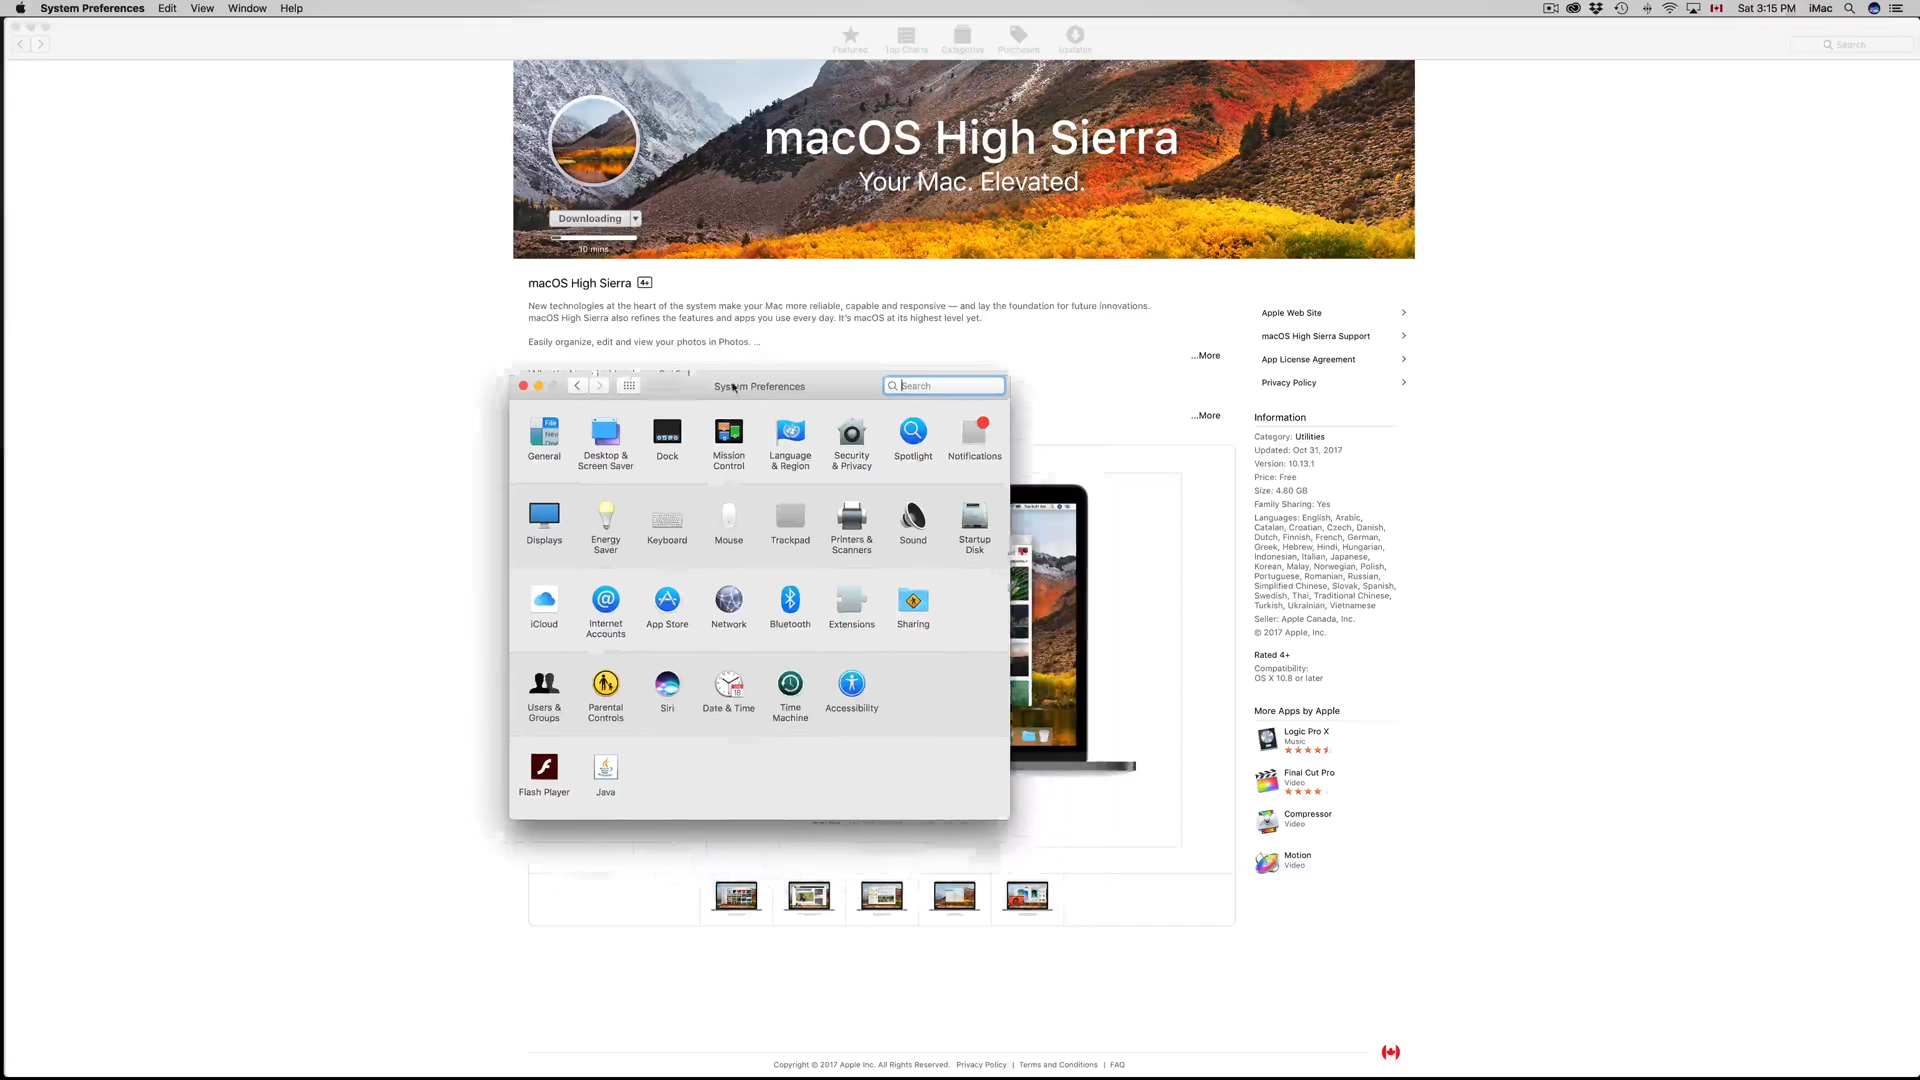 System Preferences Edit View Window Help
Sat 3:15 PM iMac
Featured Top Charts Categories Purchases Updates
Search
macOS High Sierra
Your Mac. Elevated.
Downloading
10 mins
macOS High Sierra 4+
New technologies at the heart of the system make your Mac more reliable, capable and responsive — and lay the foundation for future innovations.
macOS High Sierra also refines the features and apps you use every day. It's macOS at its highest level yet.
Easily organize, edit and view your photos in Photos. ...
...More
...More
System Preferences
Search
General
Desktop &
Screen Saver
Dock
Mission
Control
Language
& Region
Security
& Privacy
Spotlight
Notifications
Displays
Energy
Saver
Keyboard
Mouse
Trackpad
Printers &
Scanners
Sound
Startup
Disk
iCloud
Internet
Accounts
App Store
Network
Bluetooth
Extensions
Sharing
Users &
Groups
Parental
Controls
Siri
Date & Time
Time
Machine
Accessibility
Flash Player
Java
Apple Web Site
macOS High Sierra Support
App License Agreement
Privacy Policy
Information
Category: Utilities
Updated: Oct 31, 2017
Version: 10.13.1
Price: Free
Size: 4.80 GB
Family Sharing: Yes
Languages: English, Arabic,
Catalan, Croatian, Czech, Danish,
Dutch, Finnish, French, German,
Greek, Hebrew, Hindi, Hungarian,
Indonesian, Italian, Japanese,
Korean, Malay, Norwegian, Polish,
Portuguese, Romanian, Russian,
Simplified Chinese, Slovak, Spanish,
Swedish, Thai, Traditional Chinese,
Turkish, Ukrainian, Vietnamese
Seller: Apple Canada, Inc.
© 2017 Apple, Inc.
Rated 4+
Compatibility:
OS X 10.8 or later
More Apps by Apple
Logic Pro X
Music
Final Cut Pro
Video
Compressor
Video
Motion
Video
Copyright © 2017 Apple Inc. All Rights Reserved. Privacy Policy | Terms and Conditions | FAQ